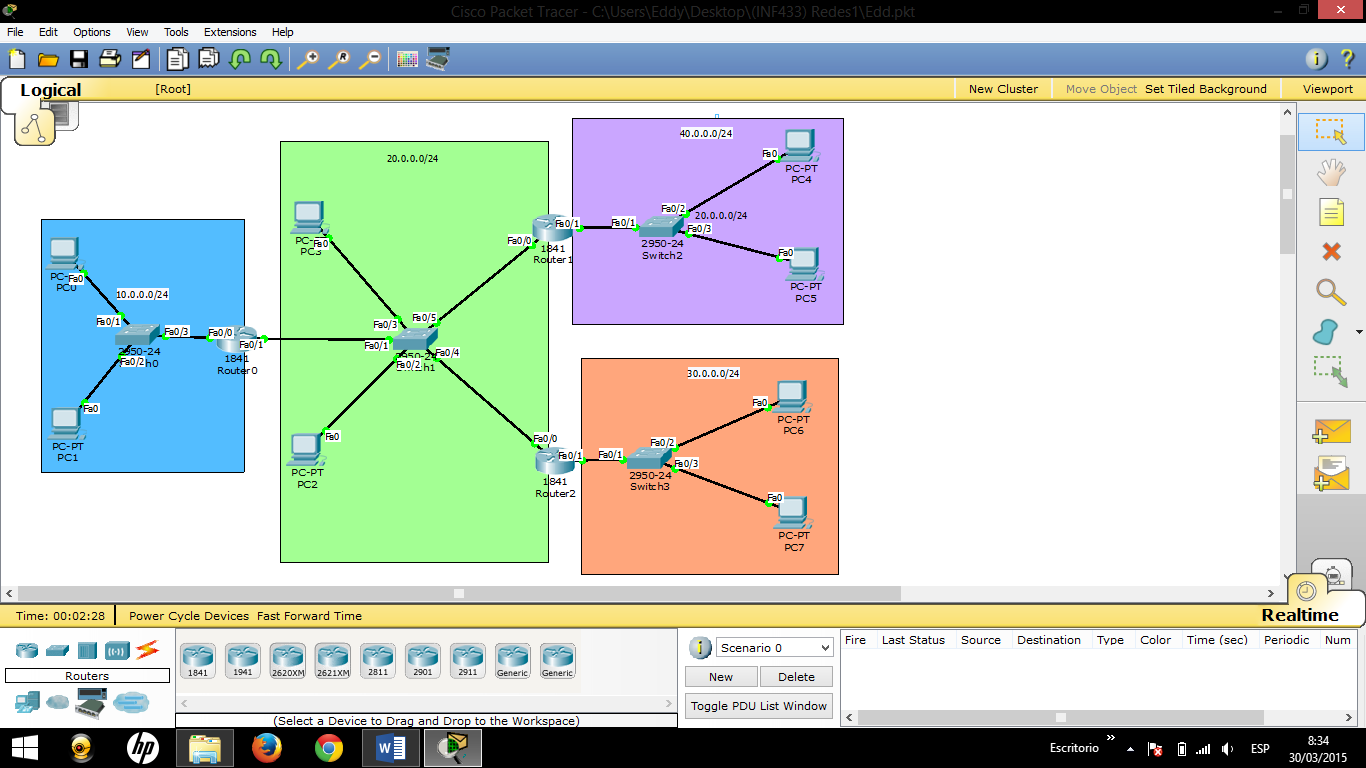 Cisco Packet Tracer - C:\Users\Eddy\Desktop\(INF433) Redes1\Edd.pkt
File Edit Options View Tools Extensions Help
Logical [Root] New Cluster Move Object Set Tiled Background Viewport
40.0.0.0/24
Fa0
PC-PT
PC4
20.0.0.0/24
Fa0/2
20.0.0.0/24
Fa0/1
Fa0/1
Fa0/3
2950-24
Switch2
Fa0
PC-PT
PC5
Fa0/0
1841
Router1
Fa0
PC3
Fa0
PC0
10.0.0.0/24
Fa0/1
Fa0/3
Fa0/0
2950-24
Fa0/2
Fa0/1
1841
Router0
Fa0
PC-PT
PC1
Fa0/3
Fa0/5
Fa0/1
Fa0/4
Fa0/2
Fa0
PC-PT
PC2
30.0.0.0/24
Fa0
PC-PT
PC6
Fa0/0
Fa0/1
1841
Router2
Fa0/1
Fa0/2
Fa0/3
2950-24
Switch3
Fa0
PC-PT
PC7
Time: 00:02:28 Power Cycle Devices Fast Forward Time Realtime
Routers
1841 1941 2620XM 2621XM 2811 2901 2911 Generic Generic
(Select a Device to Drag and Drop to the Workspace)
Scenario 0
New Delete
Toggle PDU List Window
Fire Last Status Source Destination Type Color Time (sec) Periodic Num
Escritorio ESP 8:34
30/03/2015